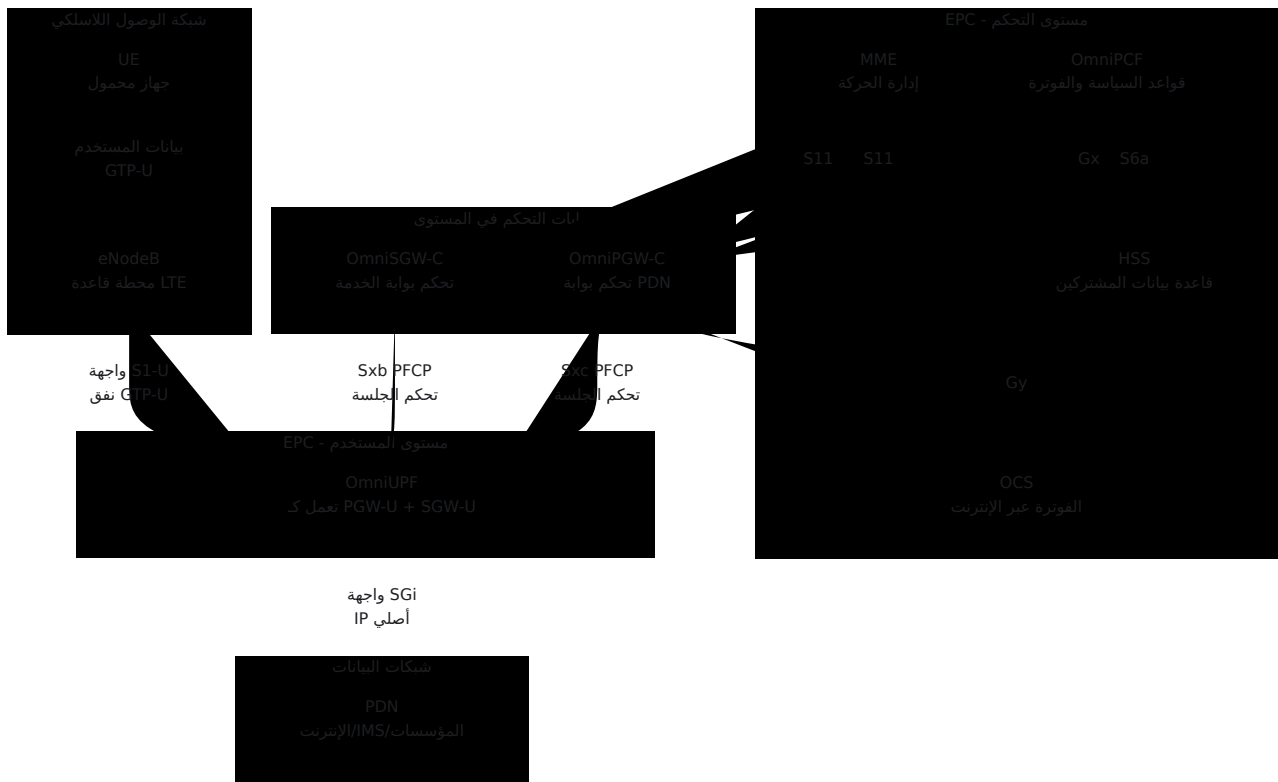 شبكة الوصول اللاسلكي
UE
جهاز محمول
بيانات المستخدم
GTP-U
eNodeB
محطة قاعدة LTE
مستوى التحكم - EPC
MME
إدارة الحركة
OmniPCF
قواعد السياسة والفوترة
S11
S11
Gx
S6a
HSS
قاعدة بيانات المشتركين
Gy
OCS
الفوترة عبر الإنترنت
التحكم في المستوى
OmniSGW-C
تحكم بوابة الخدمة
OmniPGW-C
تحكم بوابة PDN
واجهة S1-U
نفق GTP-U
Sxb PFCP
تحكم الجلسة
Sxc PFCP
تحكم الجلسة
مستوى المستخدم - EPC
OmniUPF
تعمل كـ PGW-U + SGW-U
واجهة SGi
أصلي IP
شبكات البيانات
PDN
الإنترنت/IMS/المؤسسات